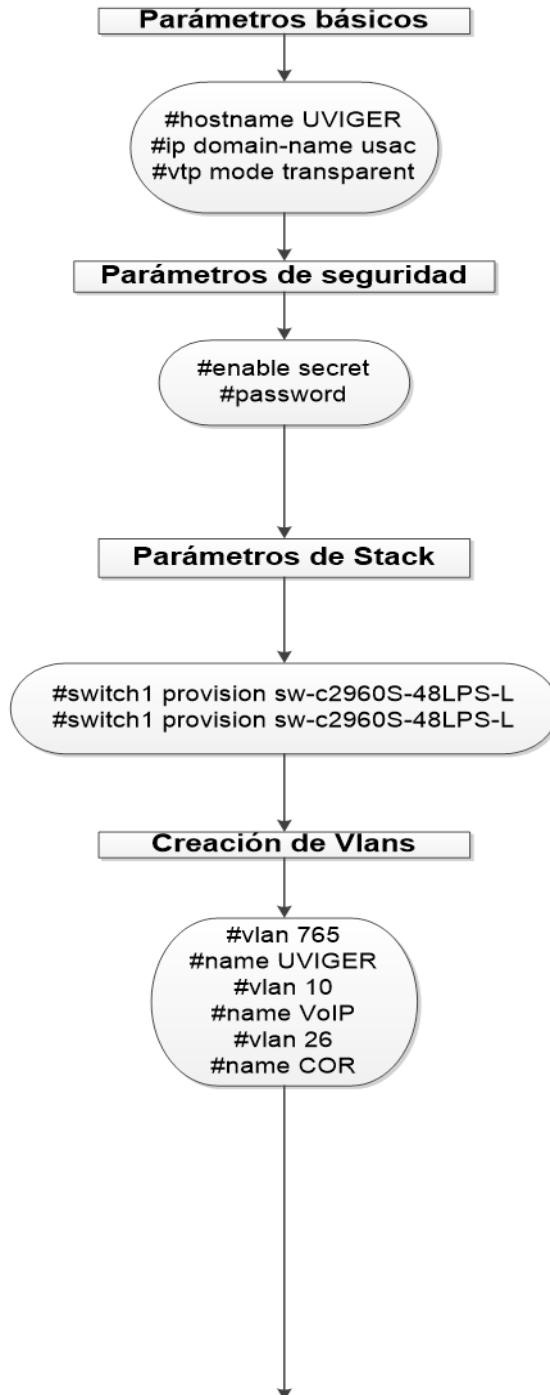 Parámetros básicos
#hostname UVIGER
#ip domain-name usac
#vtp mode transparent
Parámetros de seguridad
#enable secret
#password
Parámetros de Stack
#switch1 provision sw-c2960S-48LPS-L
#switch1 provision sw-c2960S-48LPS-L
Creación de Vlans
#vlan 765
#name UVIGER
#vlan 10
#name VoIP
#vlan 26
#name COR